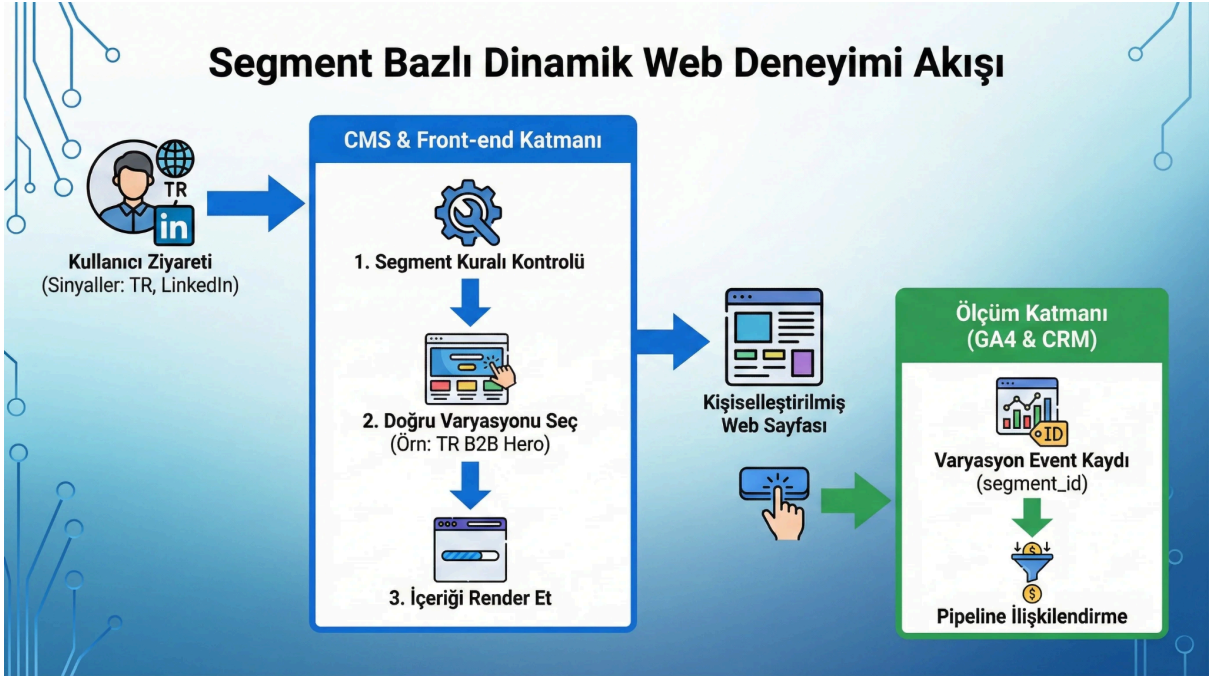 Segment Bazlı Dinamik Web Deneyimi Akışı
TR
in
Kullanıcı Ziyareti
(Sinyaller: TR, LinkedIn)
CMS & Front-end Katmanı
1. Segment Kuralı Kontrolü
2. Doğru Varyasyonu Seç
(Örn: TR B2B Hero)
3. İçeriği Render Et
Kişiselleştirilmiş
Web Sayfası
Ölçüm Katmanı
(GA4 & CRM)
ID
Varyasyon Event Kaydı
(segment_id)
$
$
Pipeline İlişkilendirme